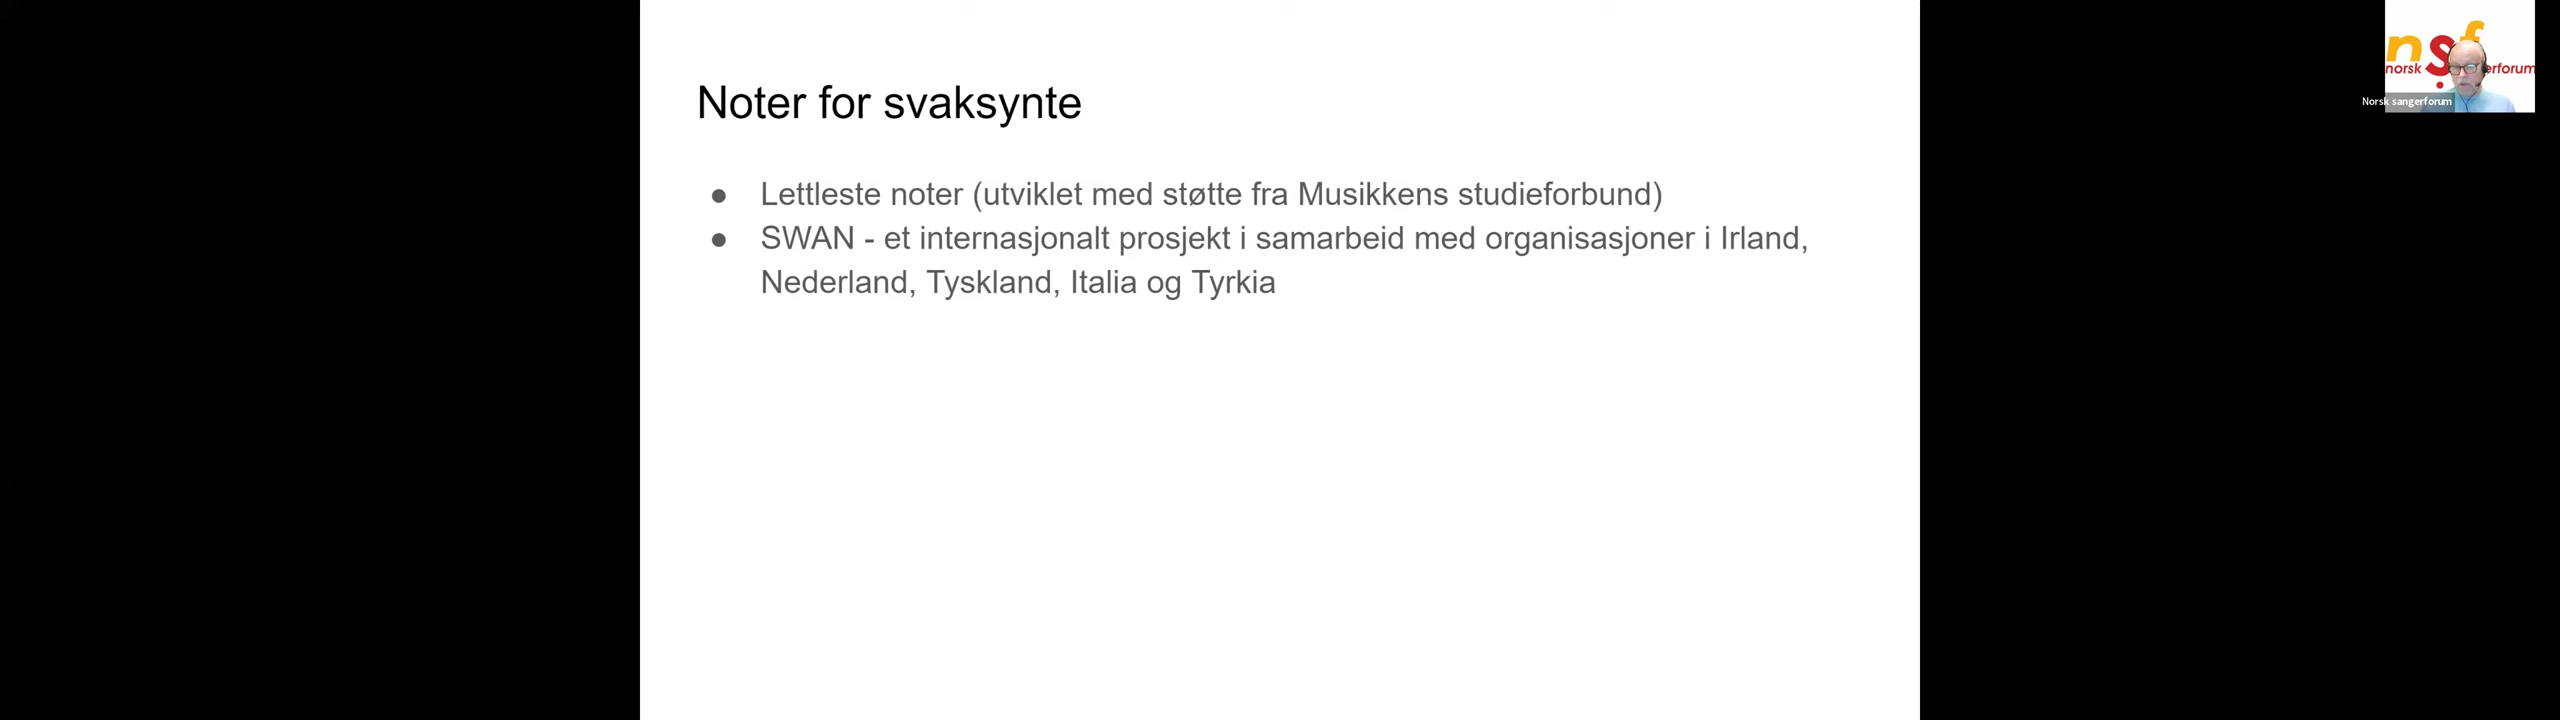 Noter for svaksynte
● Lettleste noter (utviklet med støtte fra Musikkens studieforbund)
● SWAN - et internasjonalt prosjekt i samarbeid med organisasjoner i Irland,
Nederland, Tyskland, Italia og Tyrkia
nsf
norsk erforum
Norsk sangerforum